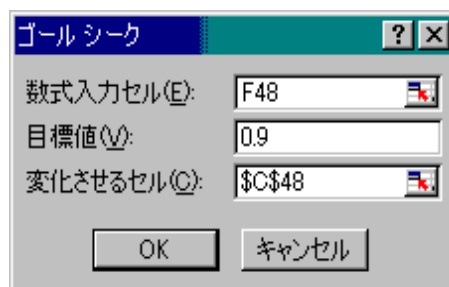 ゴール シーク
数式入力セル(E): F48
目標値(V): 0.9
変化させるセル(C): $C$48
OK キャンセル